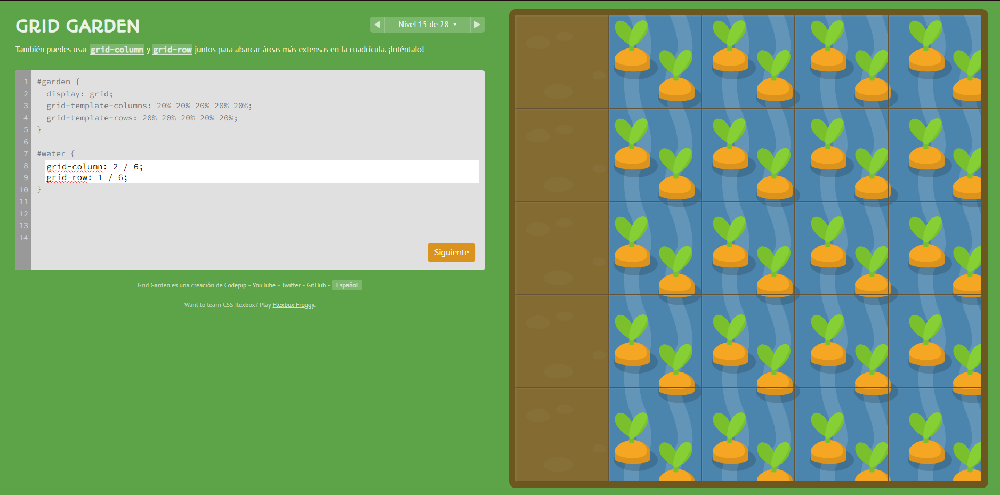 GRID GARDEN
◀ Nivel 15 de 28 ▾ ▶
También puedes usar grid-column y grid-row juntos para abarcar áreas más extensas en la cuadrícula. ¡Inténtalo!
1 #garden {
2 display: grid;
3 grid-template-columns: 20% 20% 20% 20% 20%;
4 grid-template-rows: 20% 20% 20% 20% 20%;
5 }
6
7 #water {
8 grid-column: 2 / 6;
9 grid-row: 1 / 6;
10 }
11
12
13
14
Siguiente
Grid Garden es una creación de Codepip • YouTube • Twitter • GitHub • Español
Want to learn CSS flexbox? Play Flexbox Froggy.